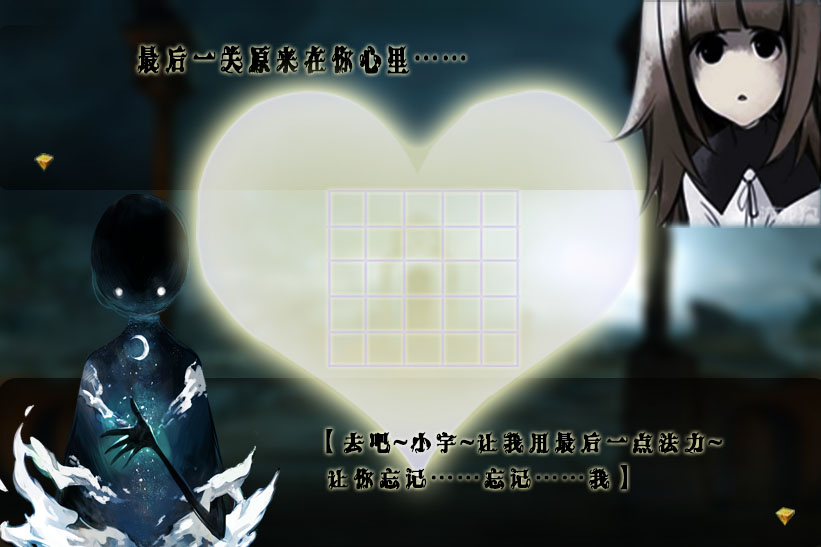 最后一关原来在你心里……
【去吧~小宇~让我用最后一点法力~
让你忘记……忘记……我】